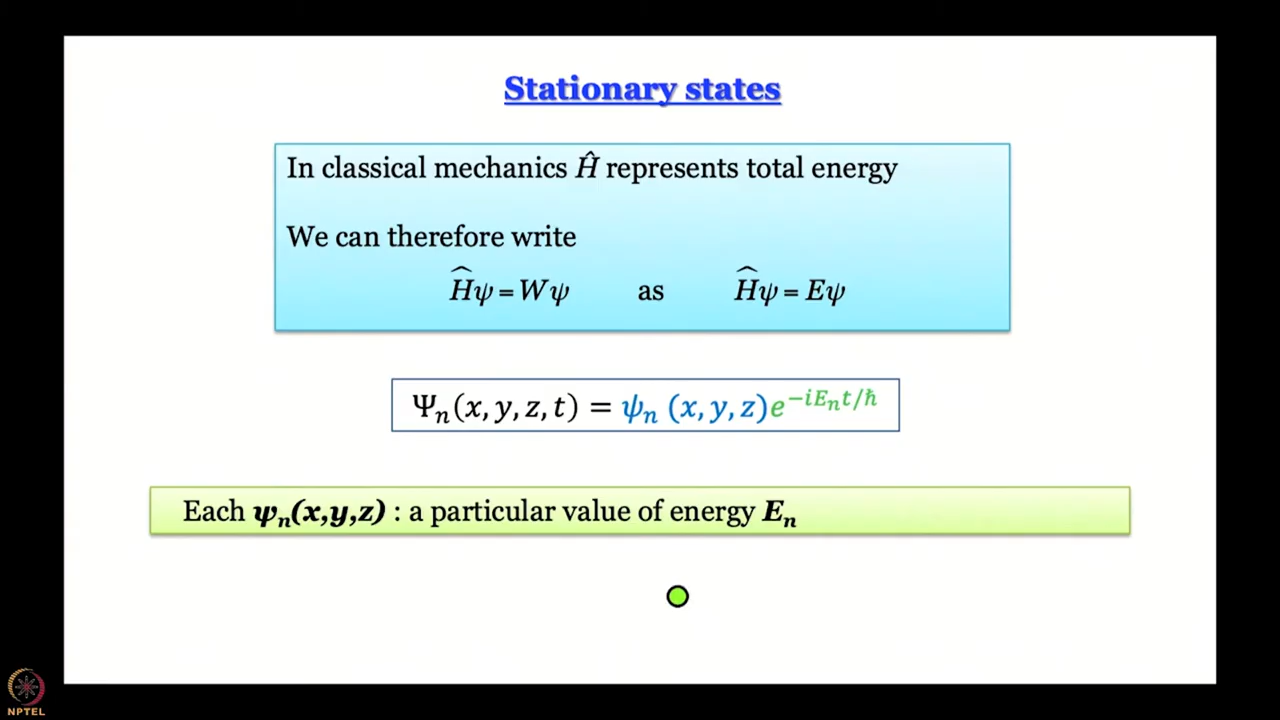 Stationary states
In classical mechanics Ĥ represents total energy
We can therefore write
Ĥψ = Wψ as Ĥψ = Eψ
Ψₙ(x, y, z, t) = ψₙ (x, y, z)e^{−iEₙt/ħ}
Each ψₙ(x,y,z) : a particular value of energy Eₙ
NPTEL